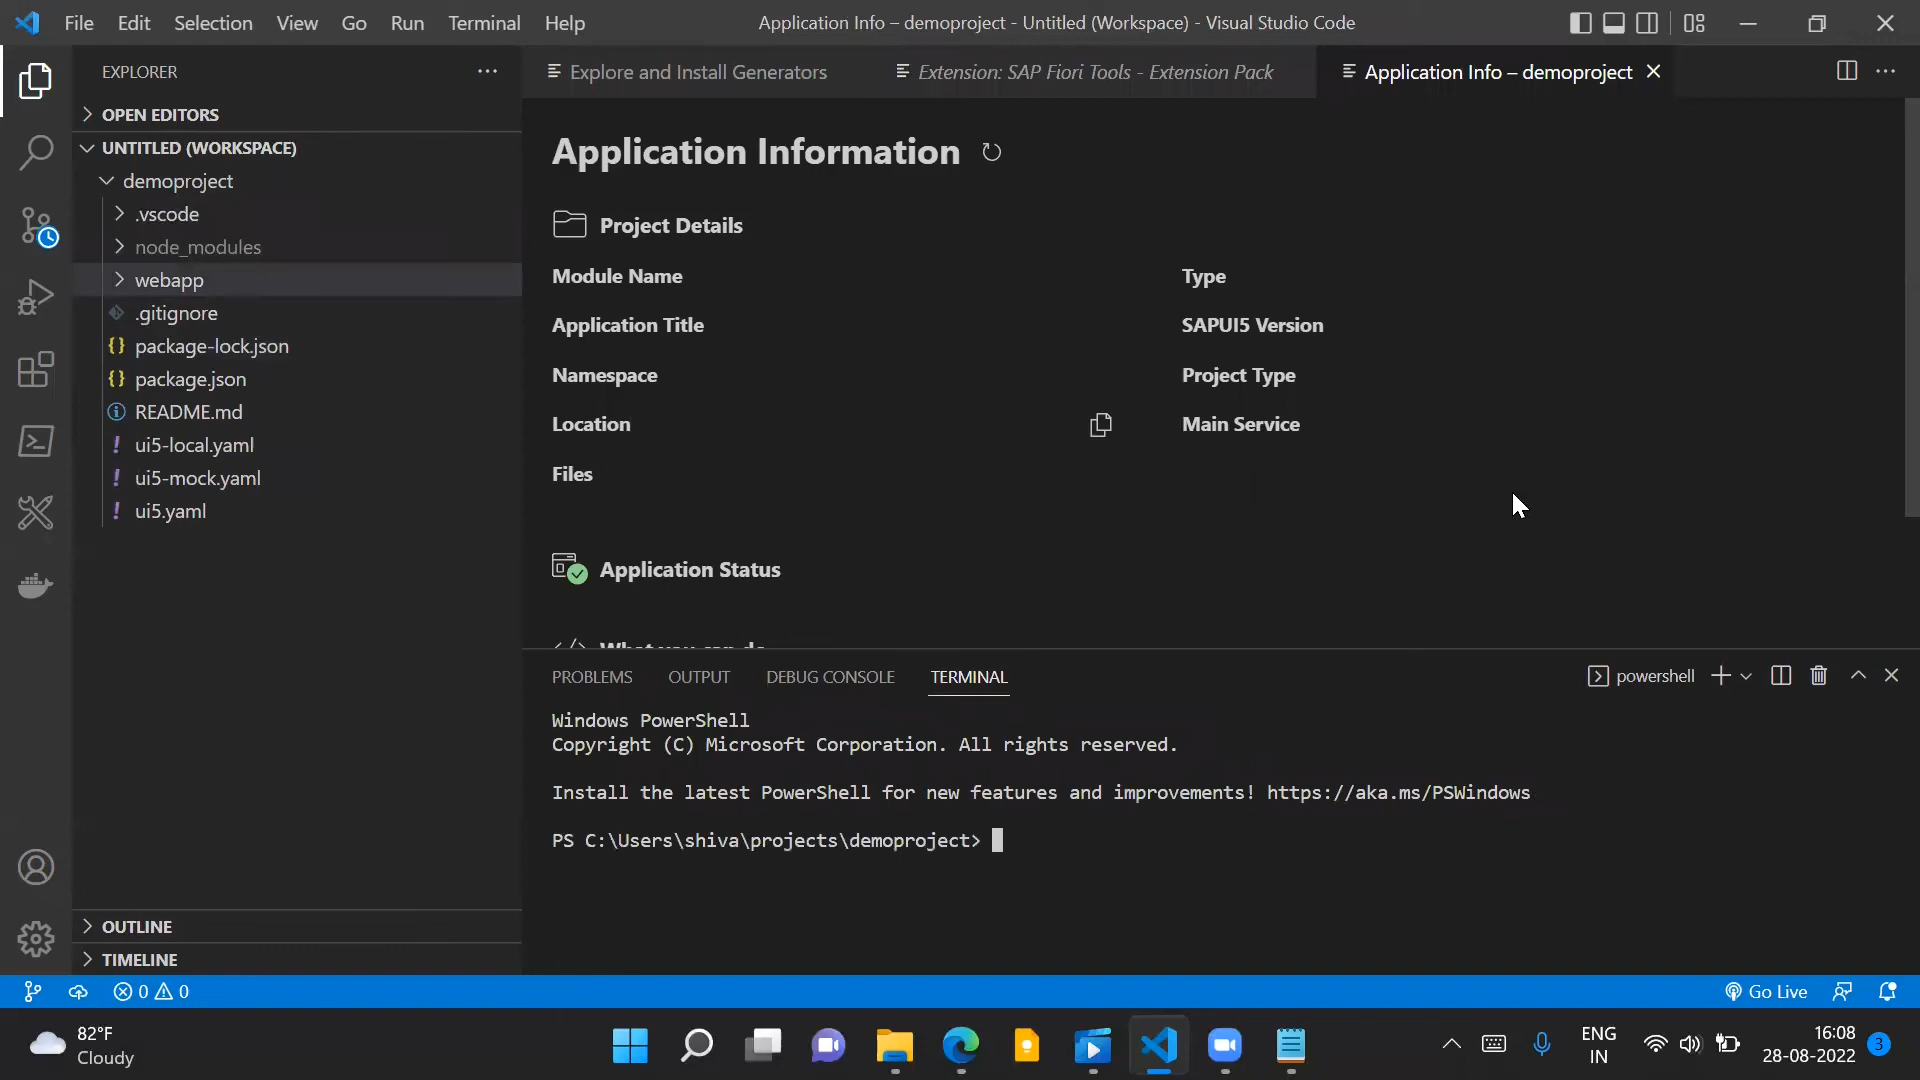 File Edit Selection View Go Run Terminal Help
Application Info – demoproject - Untitled (Workspace) - Visual Studio Code
EXPLORER
OPEN EDITORS
UNTITLED (WORKSPACE)
demoproject
.vscode
node_modules
webapp
.gitignore
package-lock.json
package.json
README.md
ui5-local.yaml
ui5-mock.yaml
ui5.yaml
OUTLINE
TIMELINE
Explore and Install Generators
Extension: SAP Fiori Tools - Extension Pack
Application Info – demoproject
Application Information
Project Details
Module Name
Type
Application Title
SAPUI5 Version
Namespace
Project Type
Location
Main Service
Files
Application Status
What you can do
PROBLEMS OUTPUT DEBUG CONSOLE TERMINAL
powershell
Windows PowerShell
Copyright (C) Microsoft Corporation. All rights reserved.
Install the latest PowerShell for new features and improvements! https://aka.ms/PSWindows
PS C:\Users\shiva\projects\demoproject>
0 0
Go Live
82°F
Cloudy
ENG
IN
16:08
28-08-2022
3